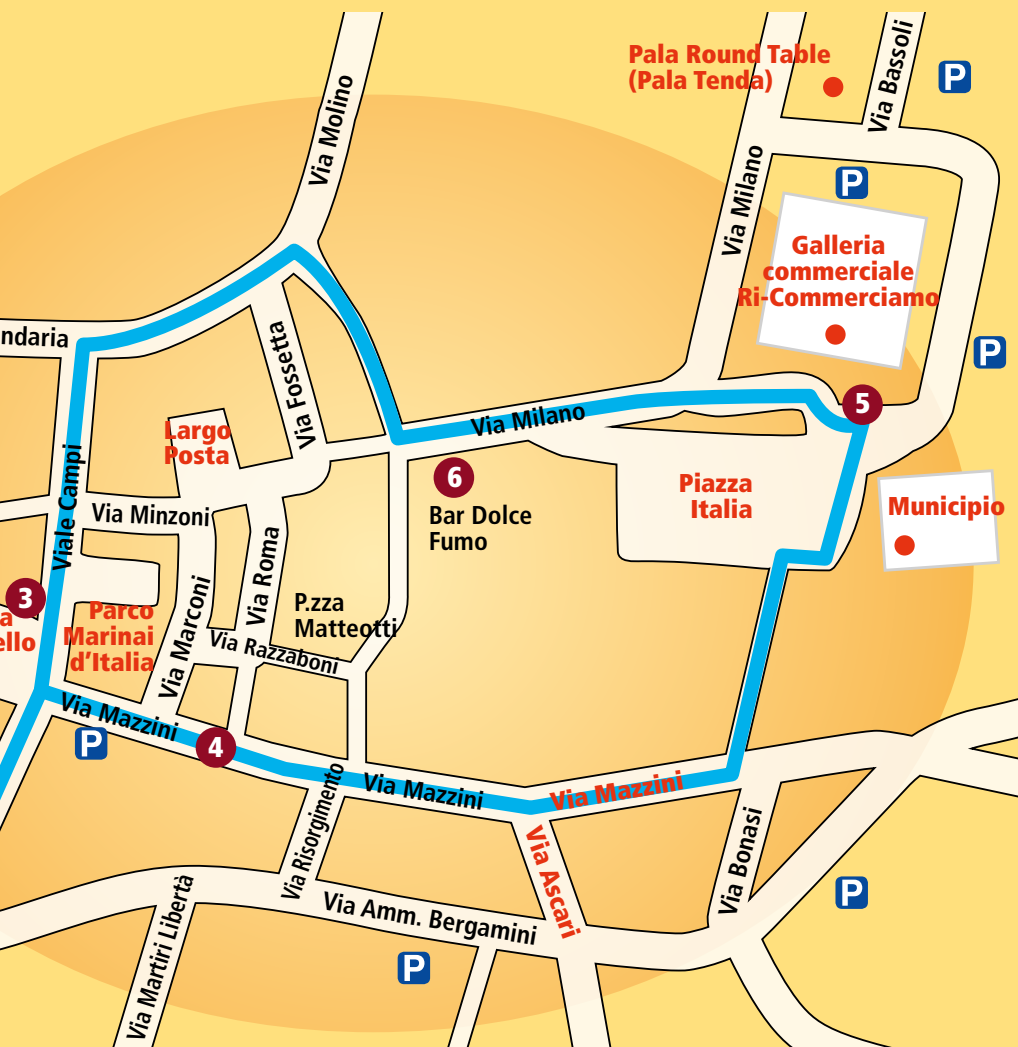 Pala Round Table
(Pala Tenda)
Via Bassoli
P
Via Molino
Via Milano
P
Galleria
commerciale
Ri-Commerciamo
ndaria
Via Fossetta
P
5
Via Milano
Largo
Posta
Viale Campi
6
Bar Dolce
Fumo
Piazza
Italia
Municipio
Via Minzoni
Via Roma
3
a
ello
Parco
Marinai
d'Italia
Via Marconi
P.zza
Matteotti
Via Razzaboni
Via Mazzini
P
4
Via Mazzini
Via Mazzini
Via Risorgimento
Via Ascari
Via Bonasi
P
Via Martiri Libertà
Via Amm. Bergamini
P